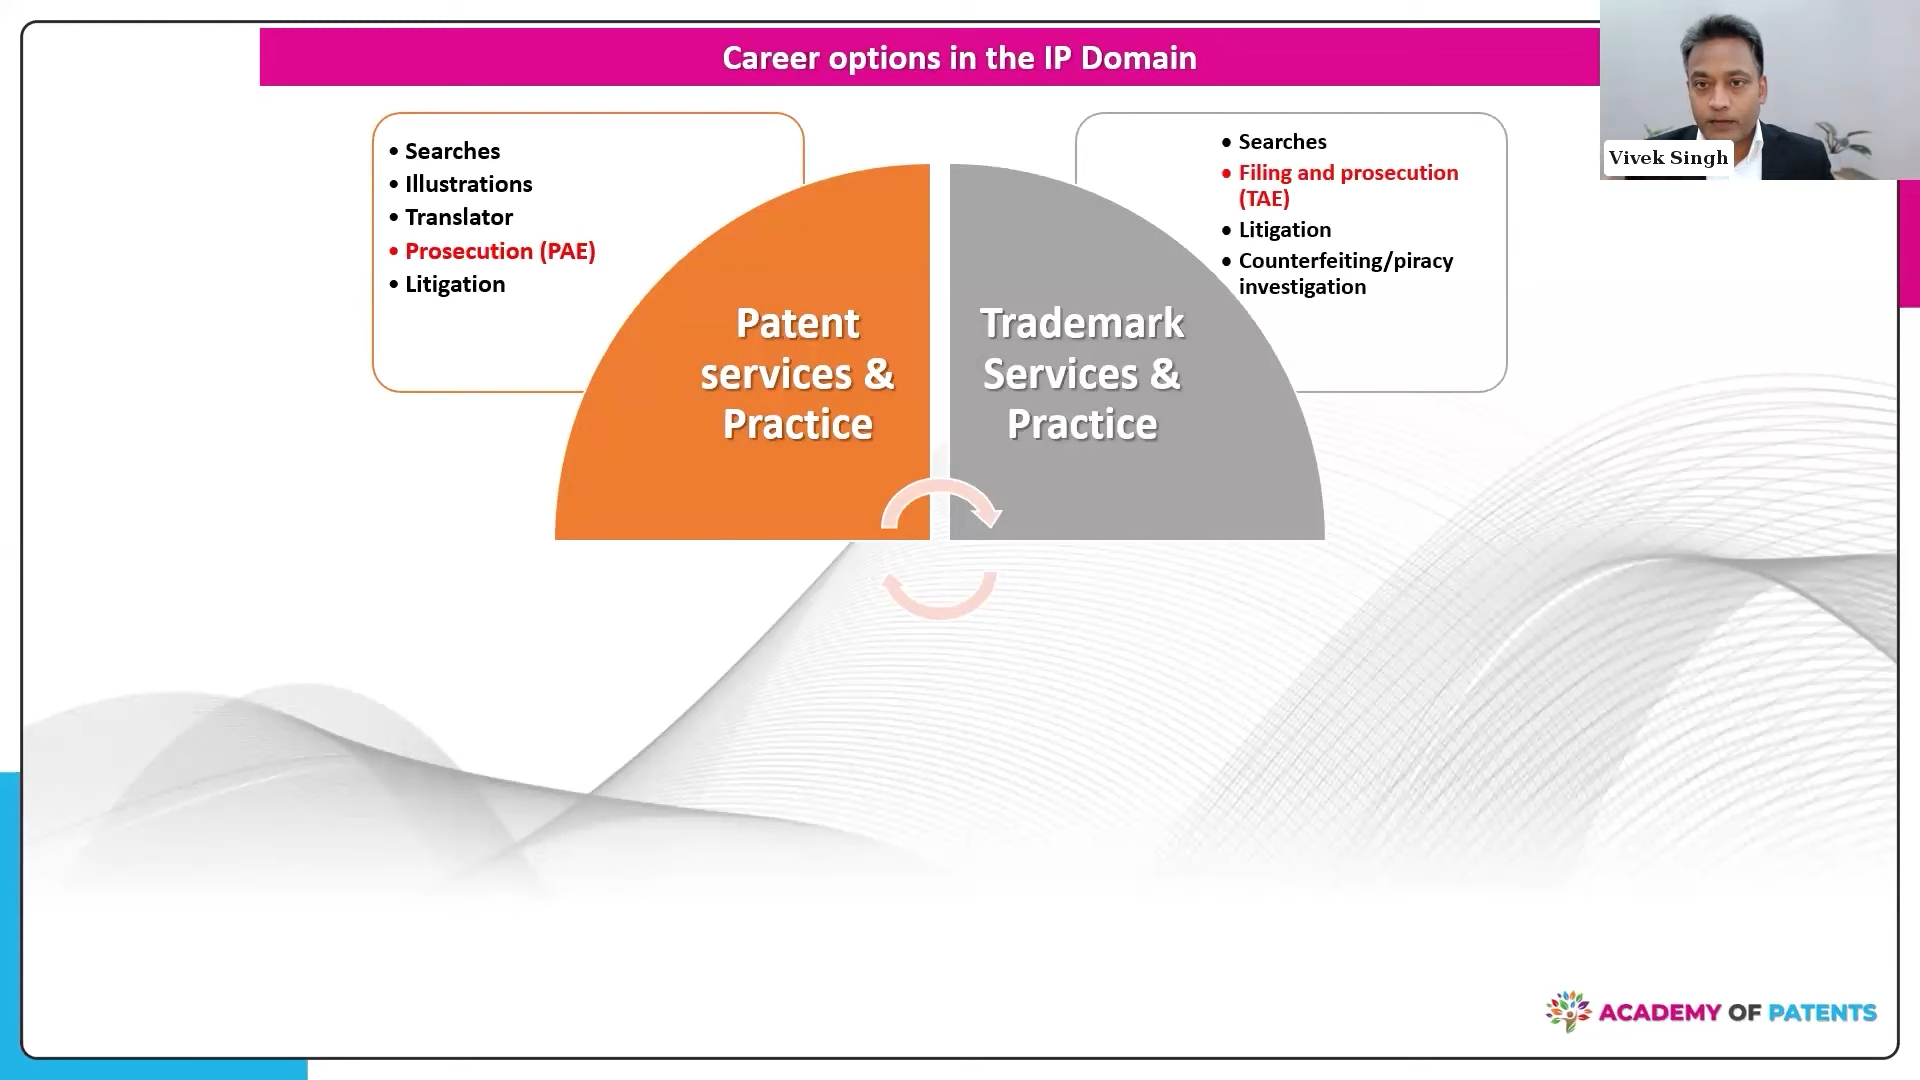 Career options in the IP Domain
Vivek Singh
• Searches
• Illustrations
• Translator
• Prosecution (PAE)
• Litigation
• Searches
• Filing and prosecution
(TAE)
• Litigation
• Counterfeiting/piracy
investigation
Patent
services &
Practice
Trademark
Services &
Practice
ACADEMY OF PATENTS